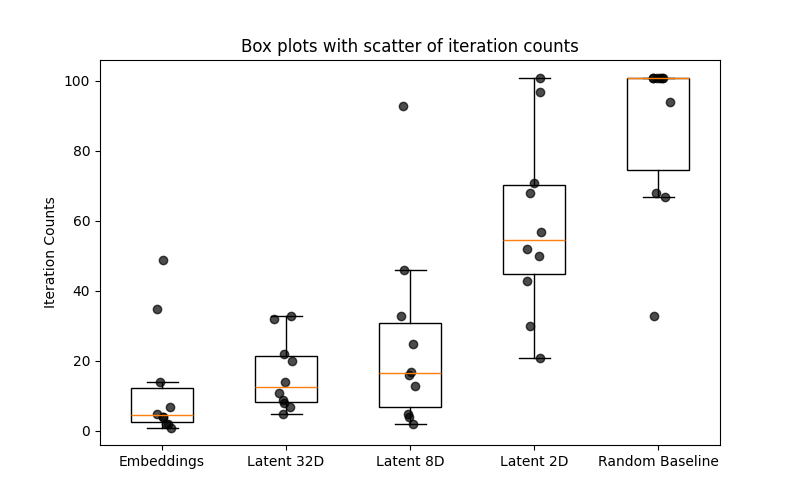 Box plots with scatter of iteration counts
Iteration Counts
100
80
60
40
20
0
Embeddings
Latent 32D
Latent 8D
Latent 2D
Random Baseline